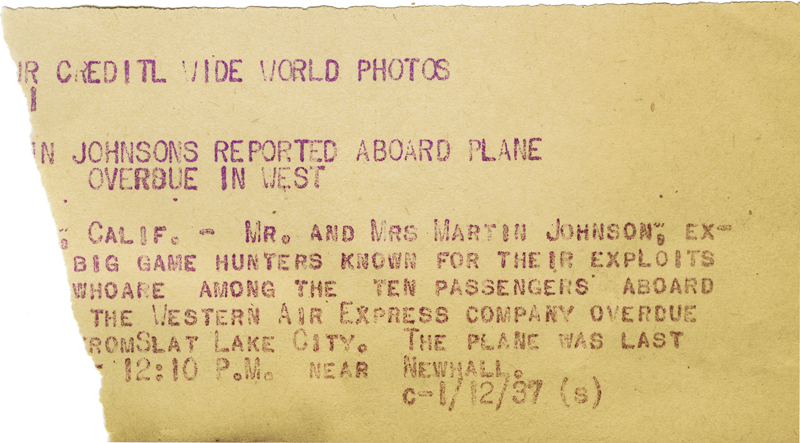 UR CREDITL WIDE WORLD PHOTOS
I
IN JOHNSONS REPORTED ABOARD PLANE
OVERDUE IN WEST
, CALIF. - MR. AND MRS MARTIN JOHNSON, EX-
BIG GAME HUNTERS KNOWN FOR THEIR EXPLOITS
WHOARE AMONG THE TEN PASSENGERS ABOARD
THE WESTERN AIR EXPRESS COMPANY OVERDUE
ROMSLAT LAKE CITY. THE PLANE WAS LAST
12:10 P.M. NEAR NEWHALL.
C-1/12/37 (S)